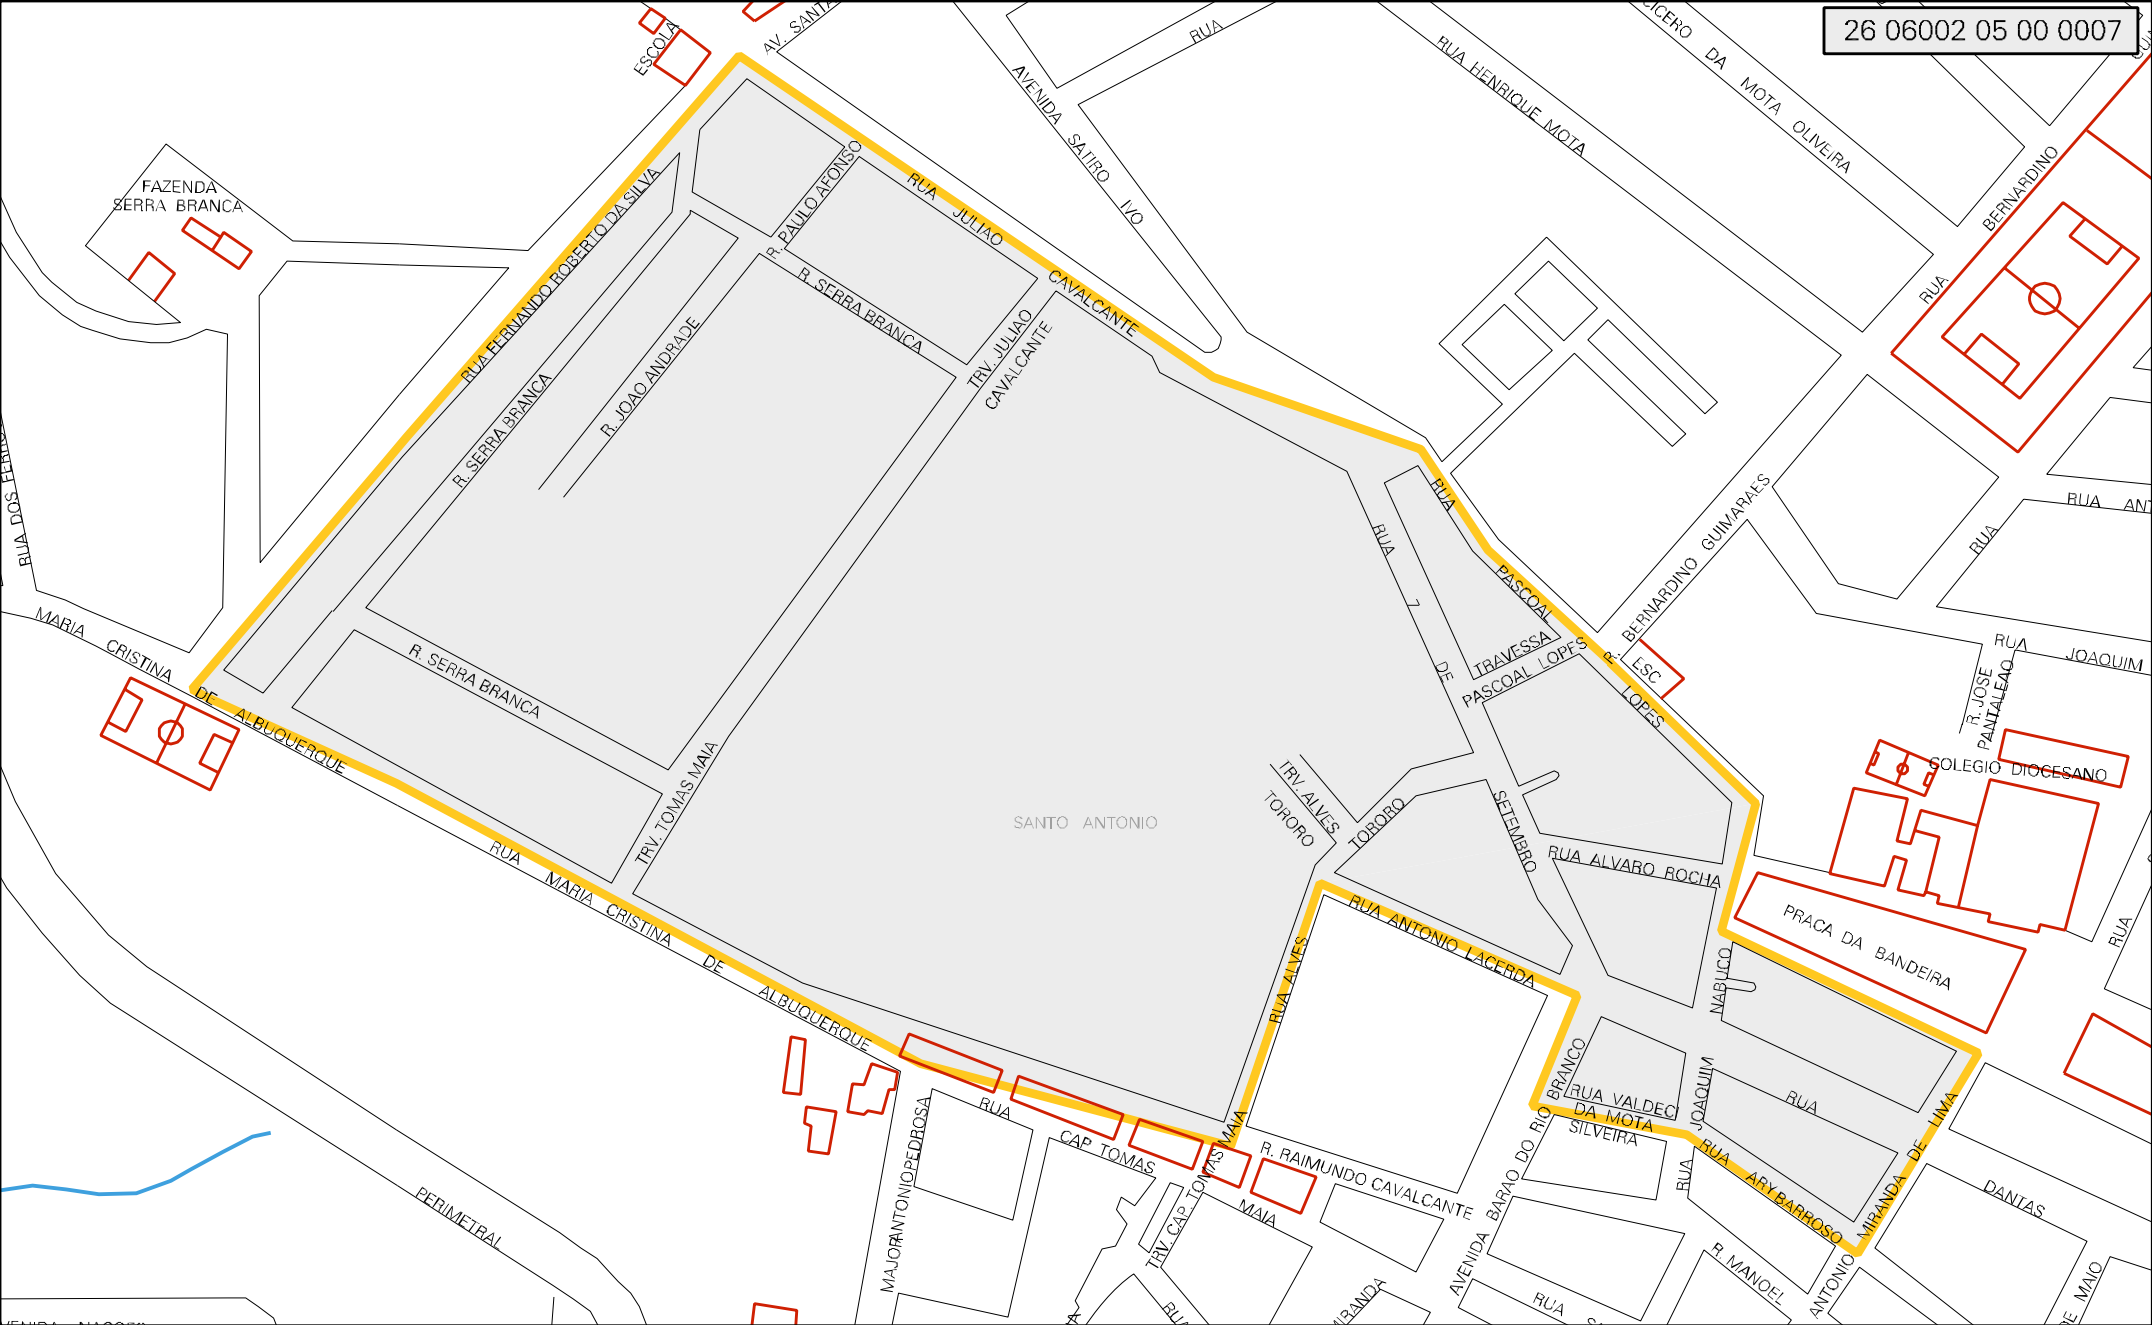 26 06002 05 00 0007
ESCOLA
AV. SANTA
RUA
AVENIDA SATIRO IVO
RUA HENRIQUE MOTA
CICERO DA MOTA OLIVEIRA
RUA BERNARDINO
FAZENDA
SERRA BRANCA
RUA FERNANDO ROBERTO DA SILVA
R. PAULO AFONSO
RUA JULIAO CAVALCANTE
R. SERRA BRANCA
R. JOAO ANDRADE
R. SERRA BRANCA
TRV. JULIAO
CAVALCANTE
RUA DOS FERRO
RUA PASCOAL LOPES
RUA 7 DE SETEMBRO
TRAVESSA
PASCOAL LOPES
R. BERNARDINO GUIMARAES
ESC
RUA ANT
RUA
RUA JOAQUIM
R. JOSE
PANTALEAO
COLEGIO DIOCESANO
MARIA CRISTINA DE ALBUQUERQUE
R. SERRA BRANCA
TRV. TOMAS MAIA
SANTO ANTONIO
TRV. ALVES
TORORO
TORORO
RUA ALVARO ROCHA
RUA MARIA CRISTINA DE ALBUQUERQUE
RUA ANTONIO LACERDA
RUA ALVES
PRACA DA BANDEIRA
RUA
JOAQUIM NABUCO
AVENIDA BARAO DO RIO BRANCO
RUA VALDECI
DA MOTA
SILVEIRA
RUA
RUA ARY BARROSO
ANTONIO MIRANDA DE LIMA
DANTAS
RUA
R. MANOEL
RUA CAP TOMAS MAIA
MAJOR ANTONIO PEDROSA
TRV. CAP. TOMAS MAIA
R. RAIMUNDO CAVALCANTE
PERIMETRAL
MIRANDA
RUA
RUA
DE MAIO